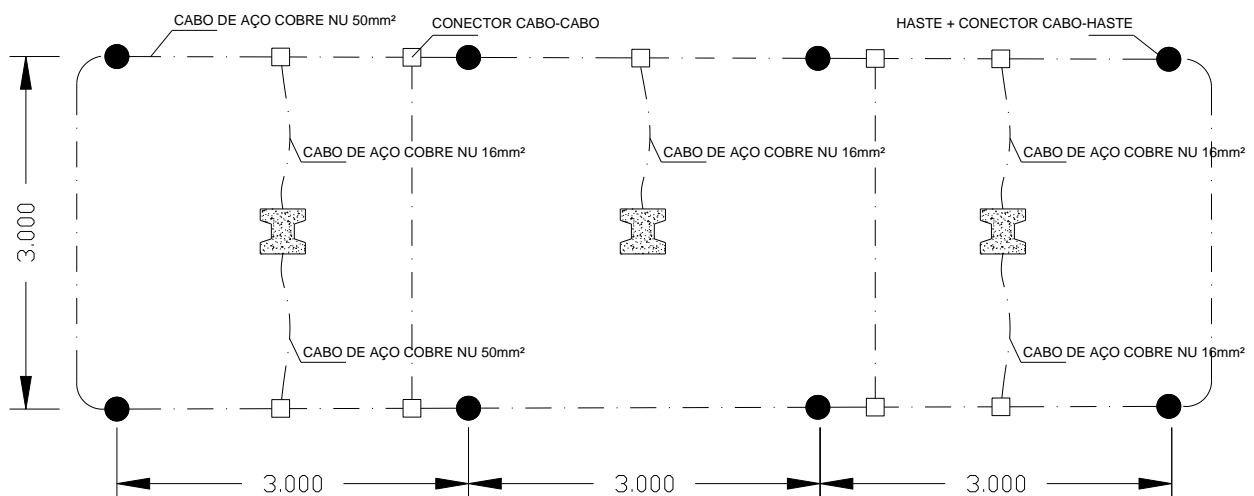 CABO DE AÇO COBRE NU 50mm²
CONECTOR CABO-CABO
HASTE + CONECTOR CABO-HASTE
CABO DE AÇO COBRE NU 16mm²
CABO DE AÇO COBRE NU 16mm²
CABO DE AÇO COBRE NU 16mm²
3.000
CABO DE AÇO COBRE NU 50mm²
CABO DE AÇO COBRE NU 16mm²
3.000
3.000
3.000